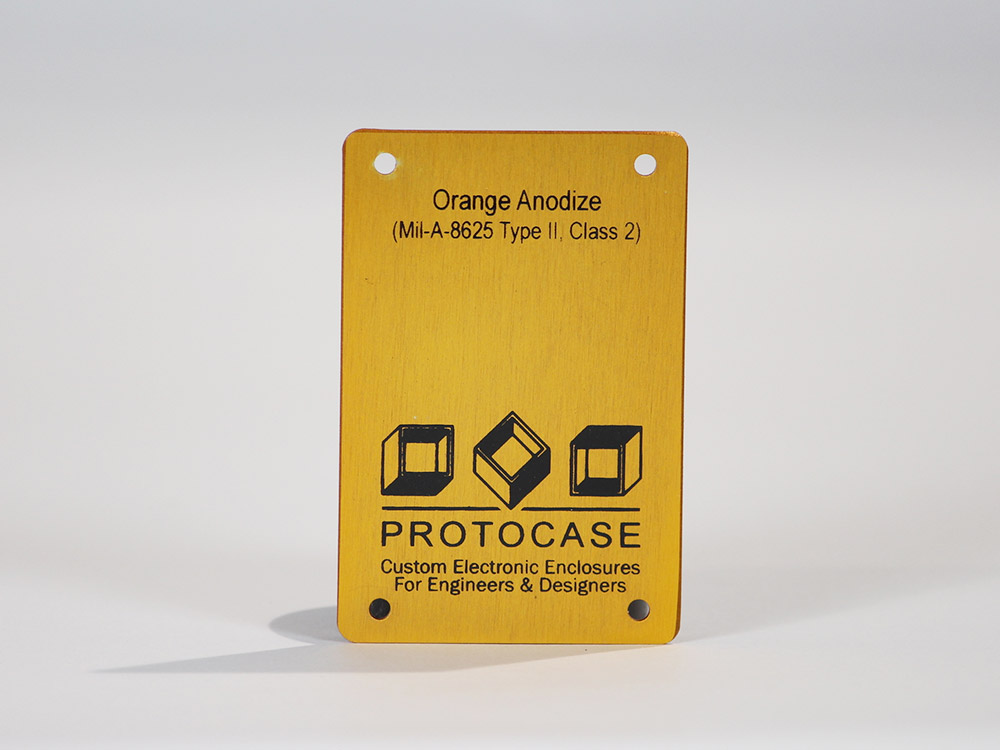 Orange Anodize
(Mil-A-8625 Type II, Class 2)
PROTOCASE
Custom Electronic Enclosures
For Engineers & Designers